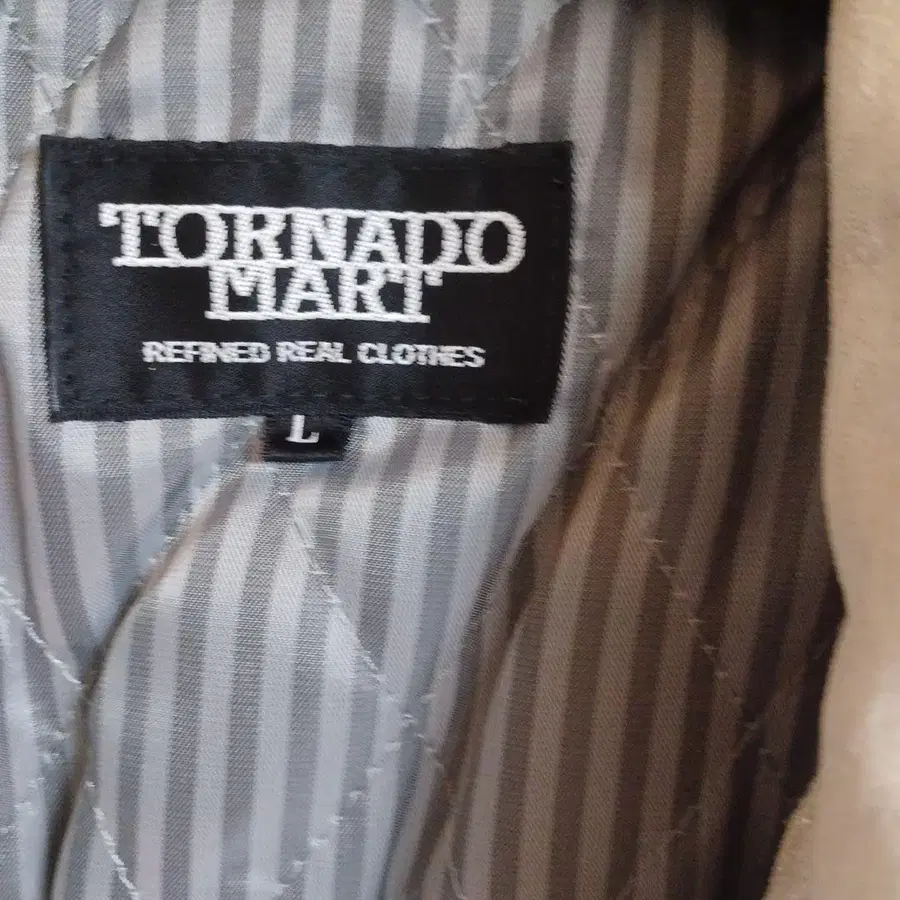 TORNADO
MART
REFINED REAL CLOTHES
L